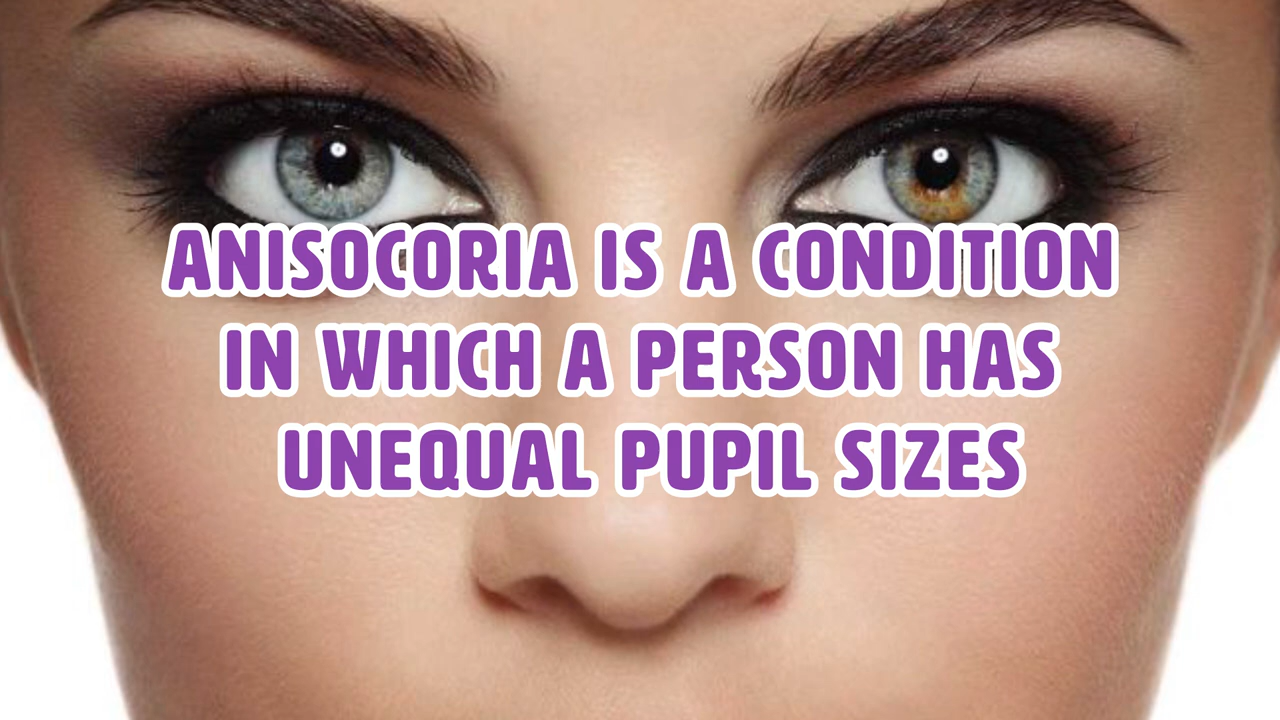 ANISOCORIA IS A CONDITION
IN WHICH A PERSON HAS
UNEQUAL PUPIL SIZES